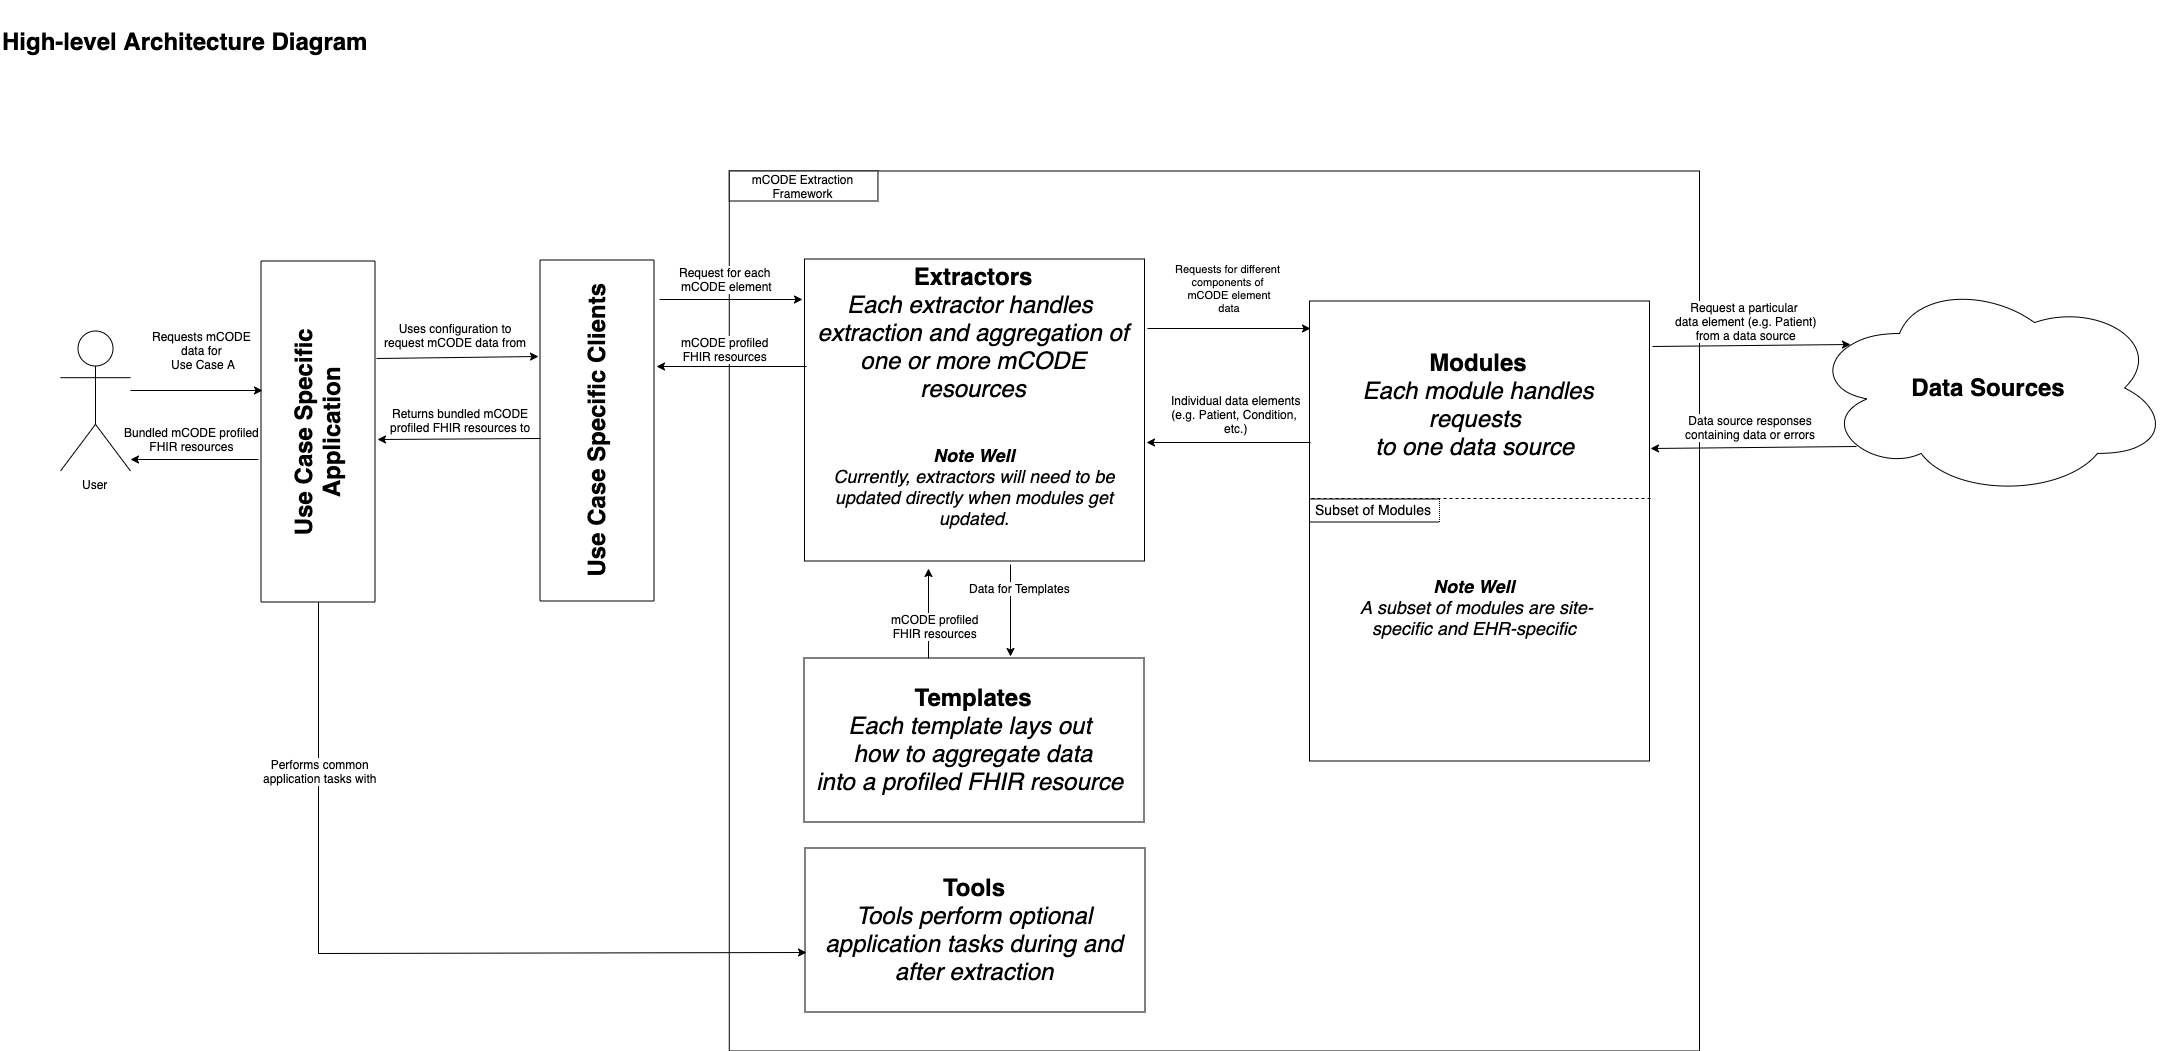 High-level Architecture Diagram
mCODE Extraction
Framework
User
Requests mCODE
data for
Use Case A
Bundled mCODE profiled
FHIR resources
Use Case Specific
Application
Uses configuration to
request mCODE data from
Returns bundled mCODE
profiled FHIR resources to
Use Case Specific Clients
Request for each
mCODE element
mCODE profiled
FHIR resources
Extractors
Each extractor handles
extraction and aggregation of
one or more mCODE
resources
Note Well
Currently, extractors will need to be
updated directly when modules get
updated.
Requests for different
components of
mCODE element
data
Individual data elements
(e.g. Patient, Condition,
etc.)
Modules
Each module handles
requests
to one data source
Subset of Modules
Note Well
A subset of modules are site-
specific and EHR-specific
Request a particular
data element (e.g. Patient)
from a data source
Data source responses
containing data or errors
Data Sources
Data for Templates
mCODE profiled
FHIR resources
Templates
Each template lays out
how to aggregate data
into a profiled FHIR resource
Performs common
application tasks with
Tools
Tools perform optional
application tasks during and
after extraction